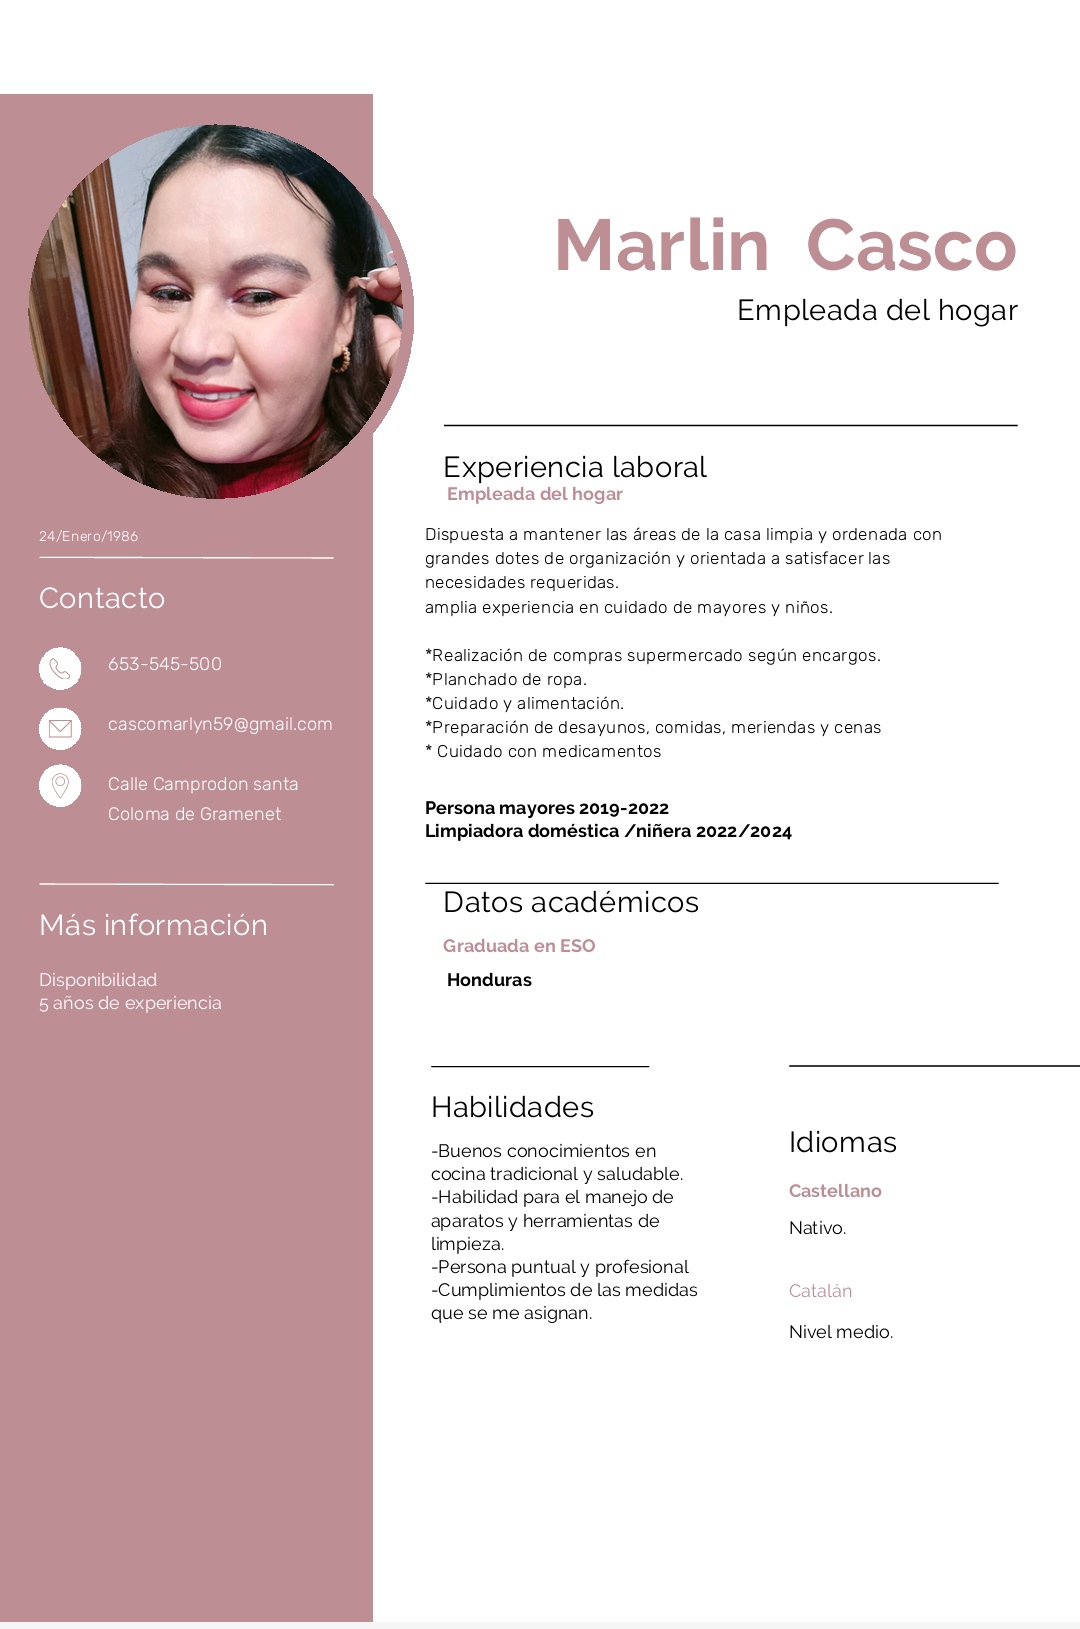 Marlin Casco
Empleada del hogar
24/Enero/1986
Contacto
653-545-500
cascomarlyn59@gmail.com
Calle Camprodon santa
Coloma de Gramenet
Más información
Disponibilidad
5 años de experiencia
Experiencia laboral
Empleada del hogar
Dispuesta a mantener las áreas de la casa limpia y ordenada con
grandes dotes de organización y orientada a satisfacer las
necesidades requeridas.
amplia experiencia en cuidado de mayores y niños.
*Realización de compras supermercado según encargos.
*Planchado de ropa.
*Cuidado y alimentación.
*Preparación de desayunos, comidas, meriendas y cenas
* Cuidado con medicamentos
Persona mayores 2019-2022
Limpiadora doméstica /niñera 2022/2024
Datos académicos
Graduada en ESO
Honduras
Habilidades
-Buenos conocimientos en
cocina tradicional y saludable.
-Habilidad para el manejo de
aparatos y herramientas de
limpieza.
-Persona puntual y profesional
-Cumplimientos de las medidas
que se me asignan.
Idiomas
Castellano
Nativo.
Catalán
Nivel medio.